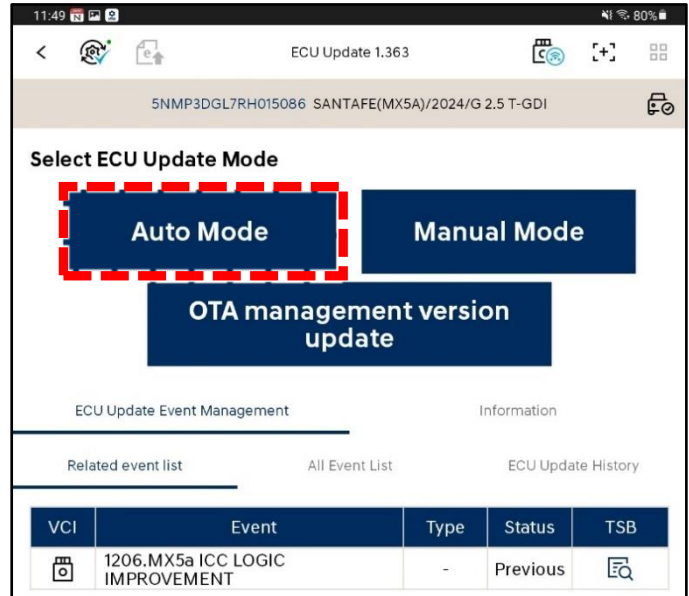 11:49 80%
ECU Update 1.363
5NMP3DGL7RH015086 SANTAFE(MX5A)/2024/G 2.5 T-GDI
Select ECU Update Mode
Auto Mode Manual Mode
OTA management version
update
ECU Update Event Management Information
Related event list All Event List ECU Update History
VCI Event Type Status TSB
1206.MX5a ICC LOGIC
IMPROVEMENT - Previous